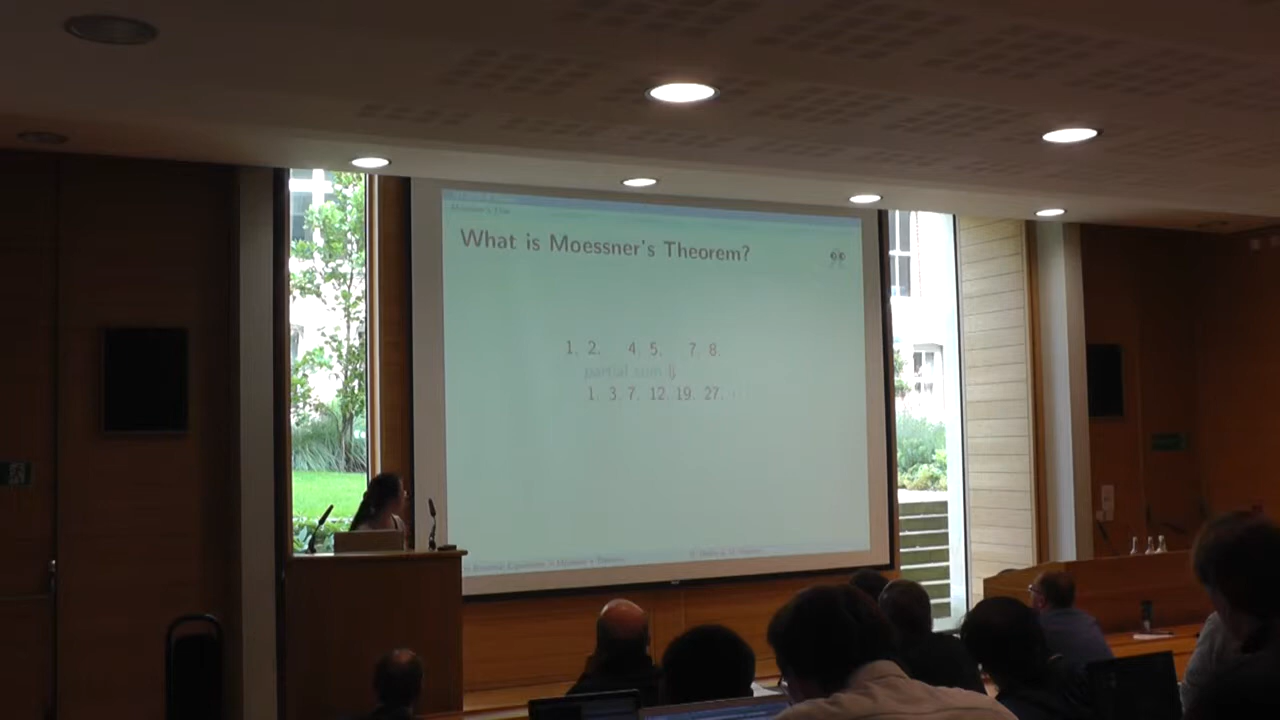 What is Moessner's Theorem?
1, 2, 4, 5, 7, 8,
partial sum ⇓
1, 3, 7, 12, 19, 27, ...